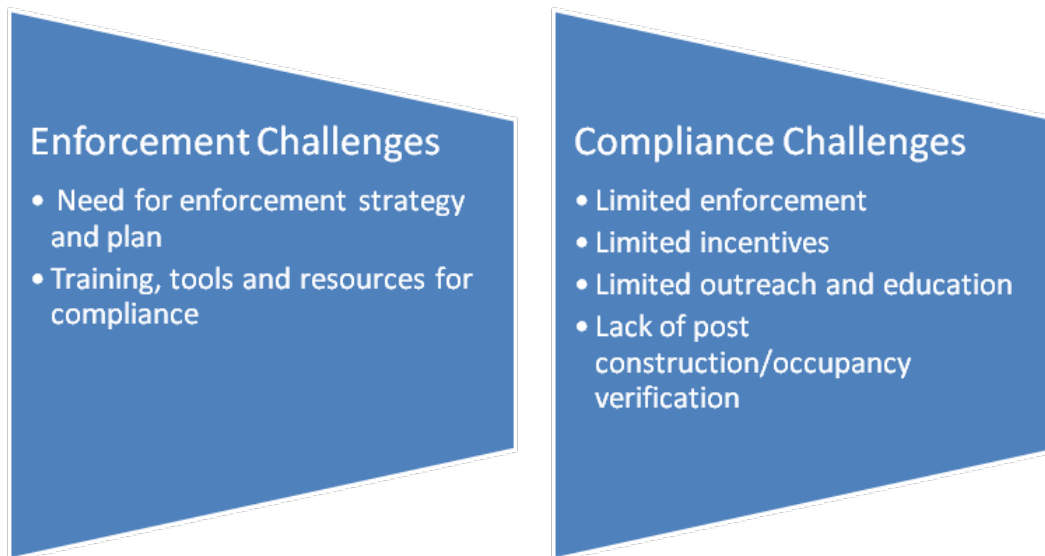 Enforcement Challenges
• Need for enforcement strategy
and plan
• Training, tools and resources for
compliance
Compliance Challenges
• Limited enforcement
• Limited incentives
• Limited outreach and education
• Lack of post
construction/occupancy
verification